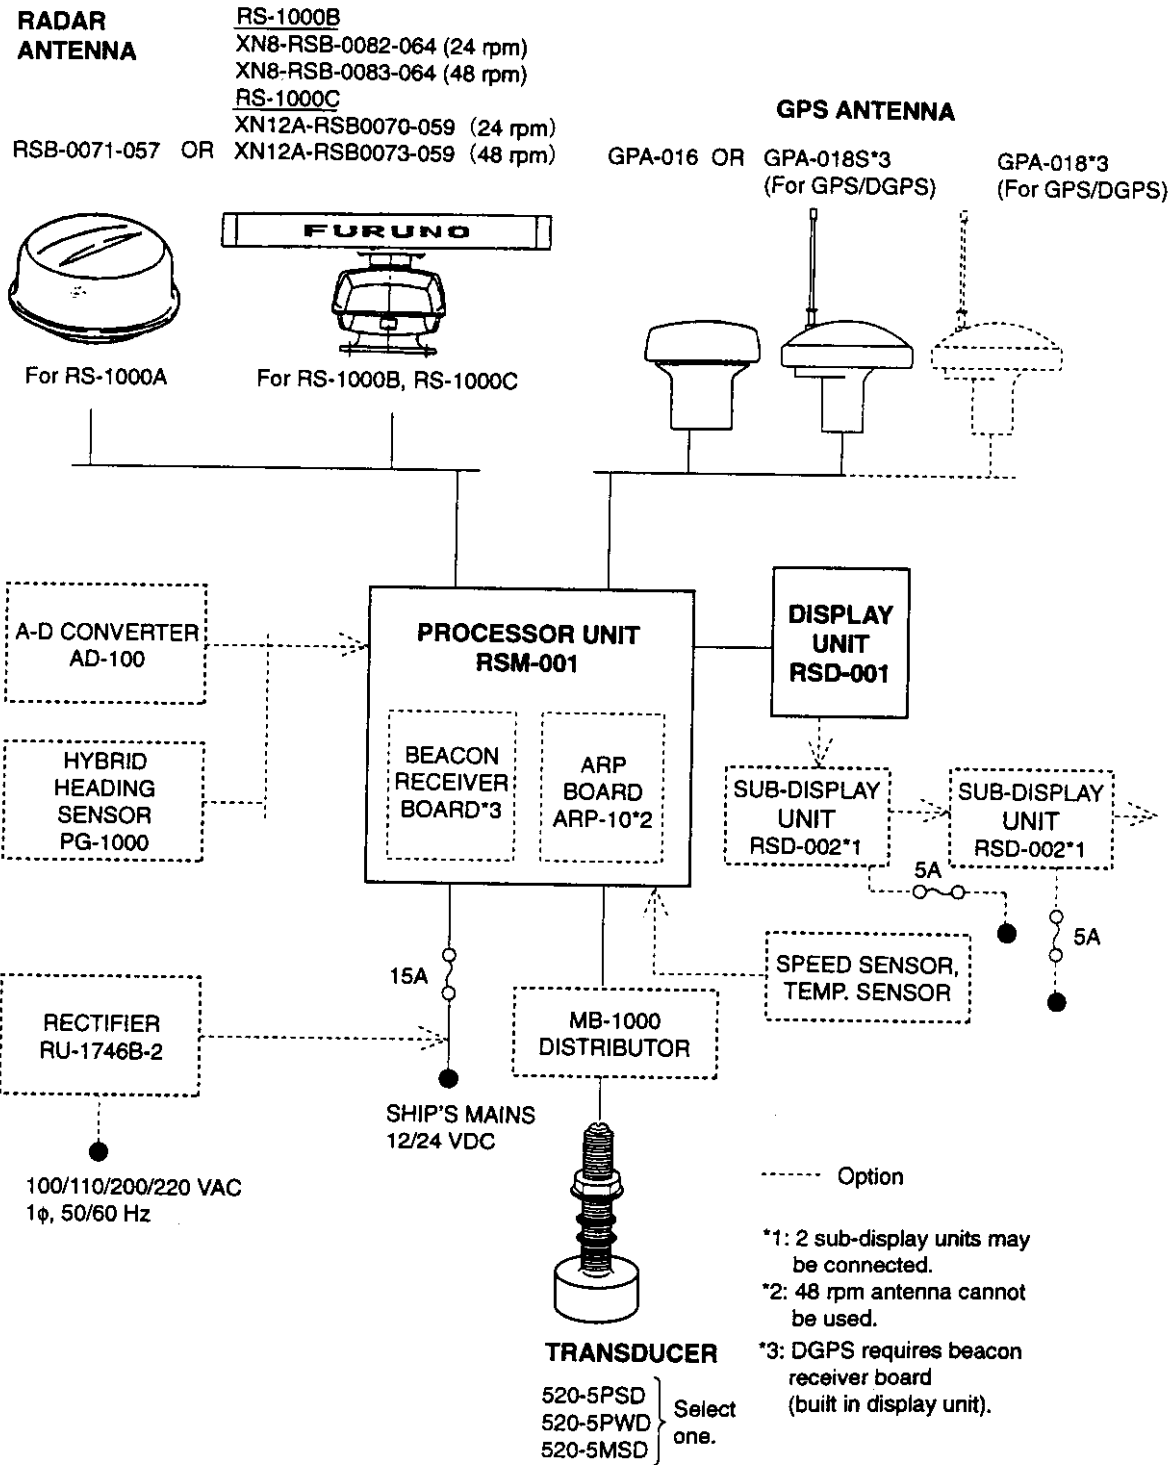 RADAR
ANTENNA
RS-1000B
XN8-RSB-0082-064 (24 rpm)
XN8-RSB-0083-064 (48 rpm)
RS-1000C
XN12A-RSB0070-059 (24 rpm)
RSB-0071-057 OR XN12A-RSB0073-059 (48 rpm)
FURUNO
For RS-1000A
For RS-1000B, RS-1000C
GPS ANTENNA
GPA-016 OR GPA-018S*3
(For GPS/DGPS)
GPA-018*3
(For GPS/DGPS)
A-D CONVERTER
AD-100
HYBRID
HEADING
SENSOR
PG-1000
PROCESSOR UNIT
RSM-001
BEACON
RECEIVER
BOARD*3
ARP
BOARD
ARP-10*2
DISPLAY
UNIT
RSD-001
SUB-DISPLAY
UNIT
RSD-002*1
SUB-DISPLAY
UNIT
RSD-002*1
5A
5A
SPEED SENSOR,
TEMP. SENSOR
15A
RECTIFIER
RU-1746B-2
MB-1000
DISTRIBUTOR
SHIP'S MAINS
12/24 VDC
100/110/200/220 VAC
1ϕ, 50/60 Hz
TRANSDUCER
520-5PSD
520-5PWD
520-5MSD
Select
one.
------ Option
*1: 2 sub-display units may
be connected.
*2: 48 rpm antenna cannot
be used.
*3: DGPS requires beacon
receiver board
(built in display unit).